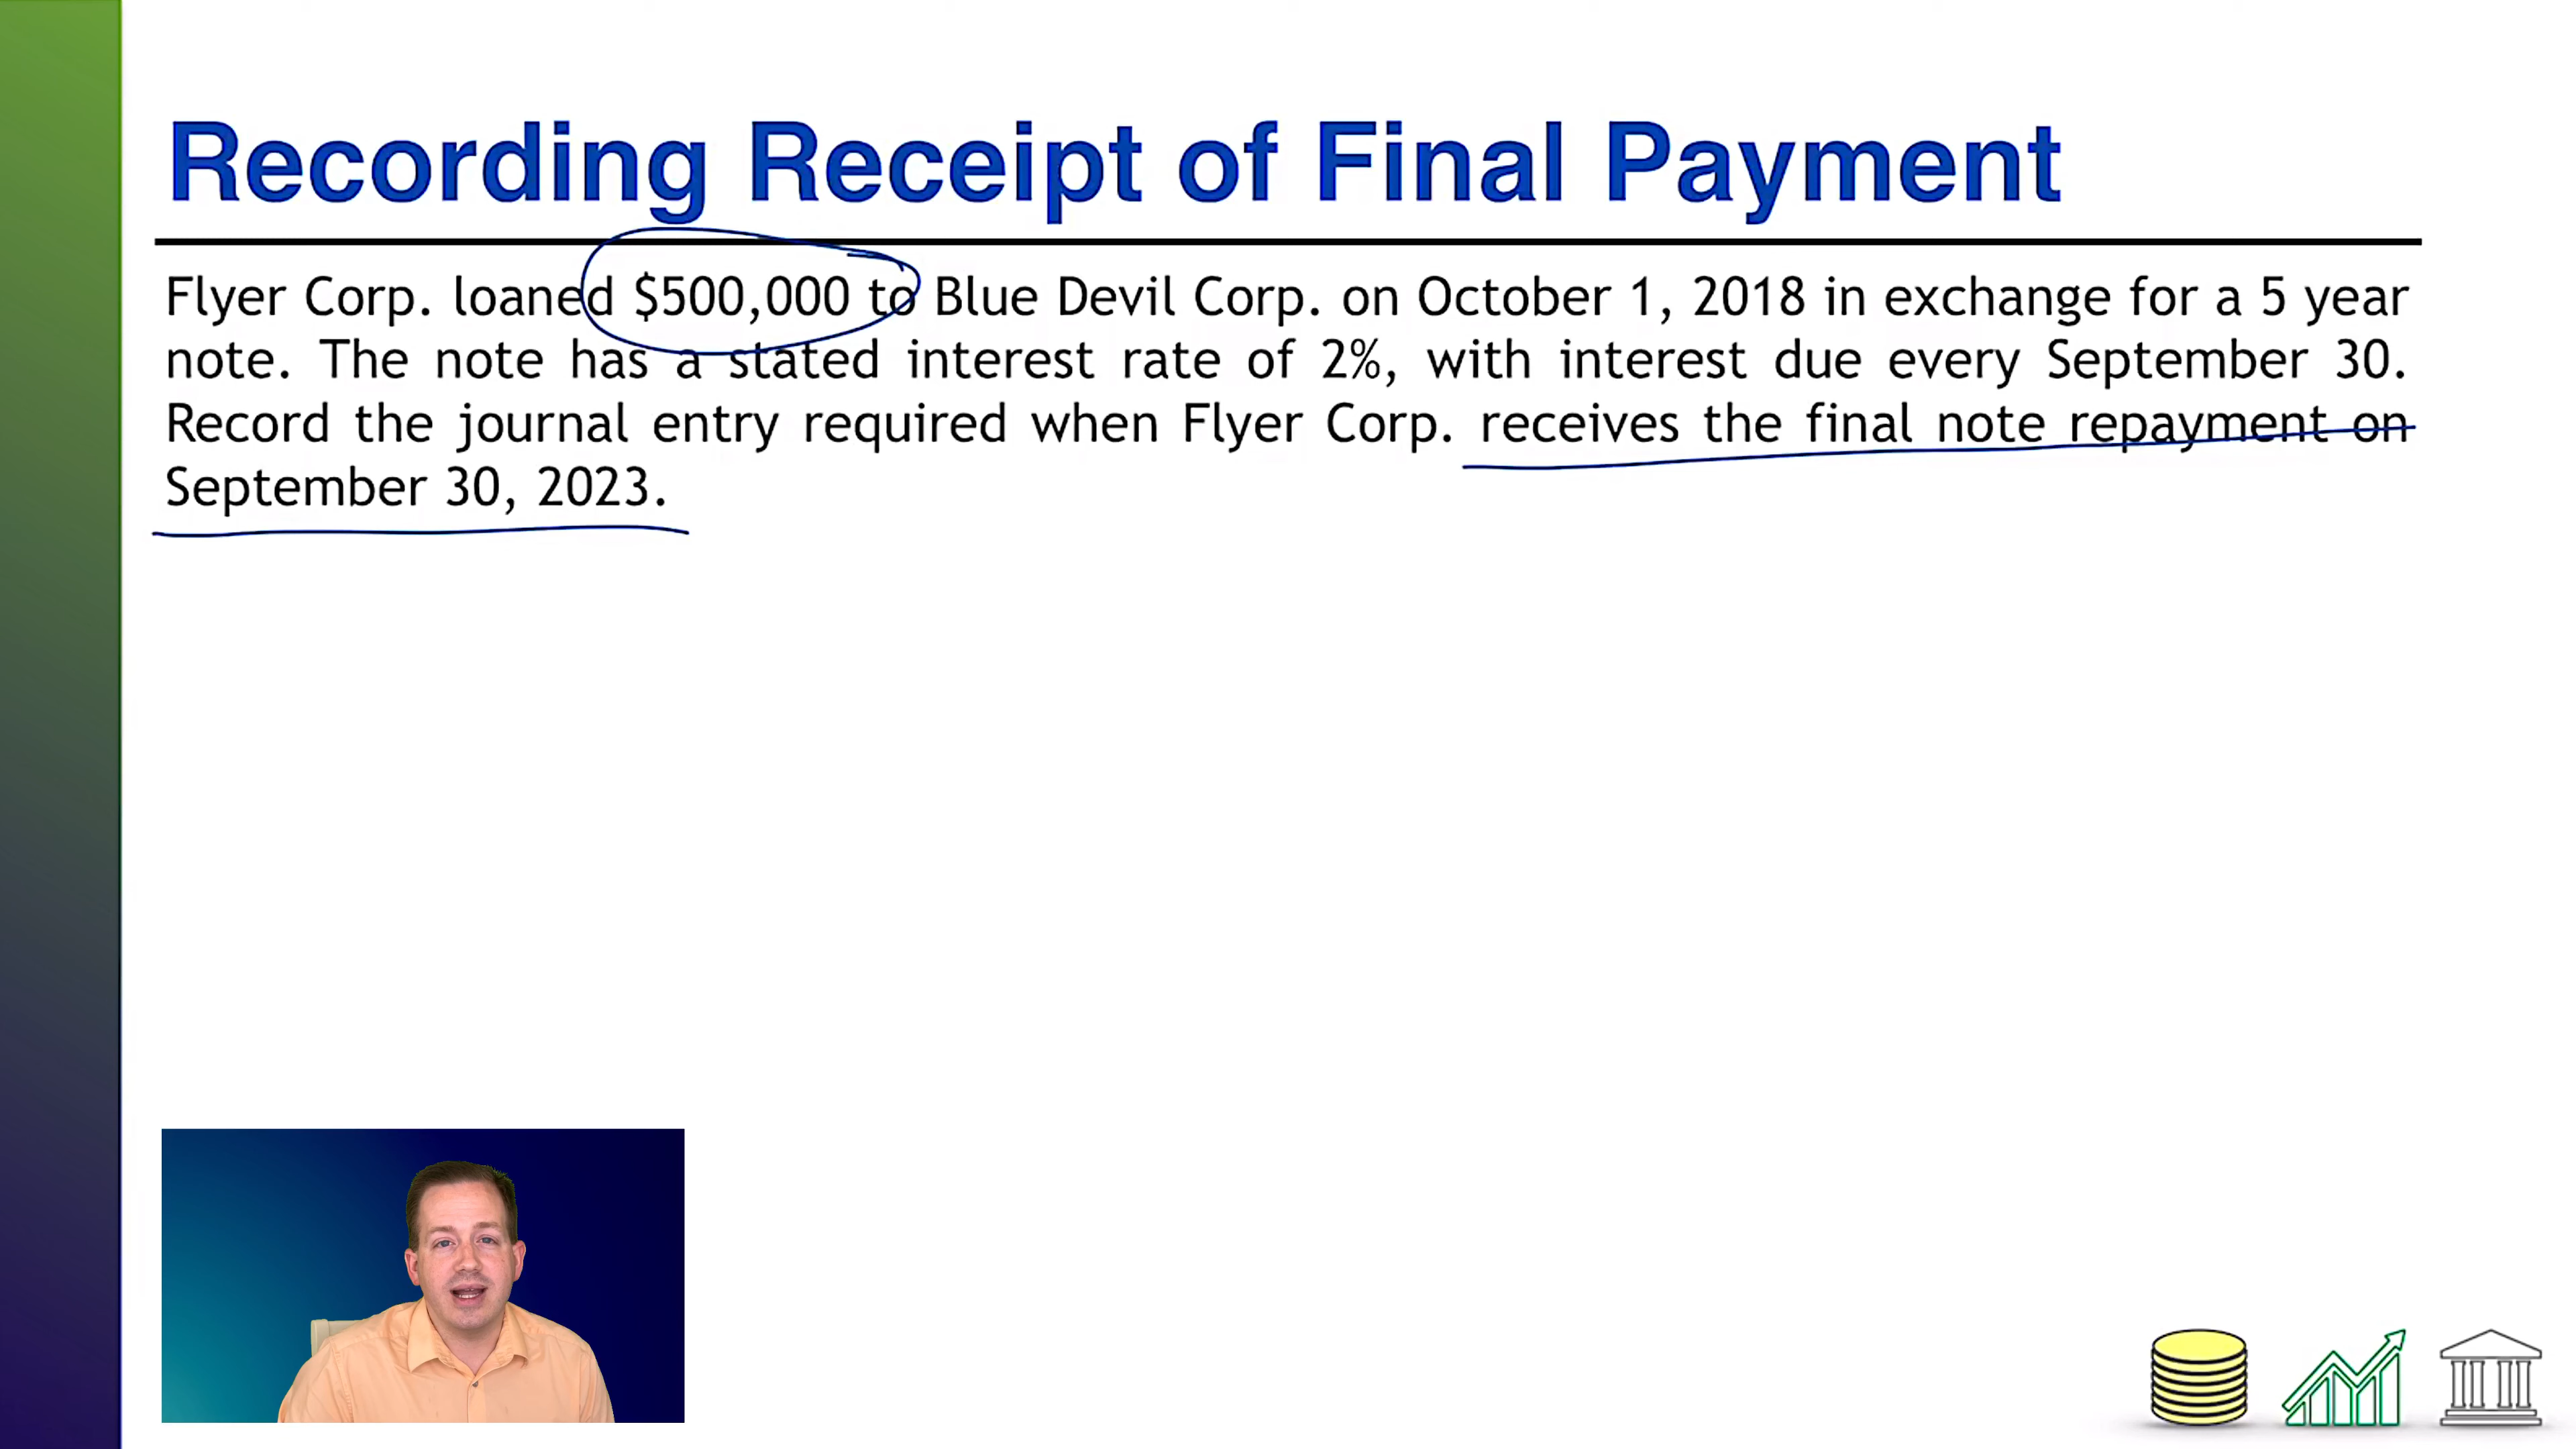 Recording Receipt of Final Payment
Flyer Corp. loaned $500,000 to Blue Devil Corp. on October 1, 2018 in exchange for a 5 year
note. The note has a stated interest rate of 2%, with interest due every September 30.
Record the journal entry required when Flyer Corp. receives the final note repayment on
September 30, 2023.